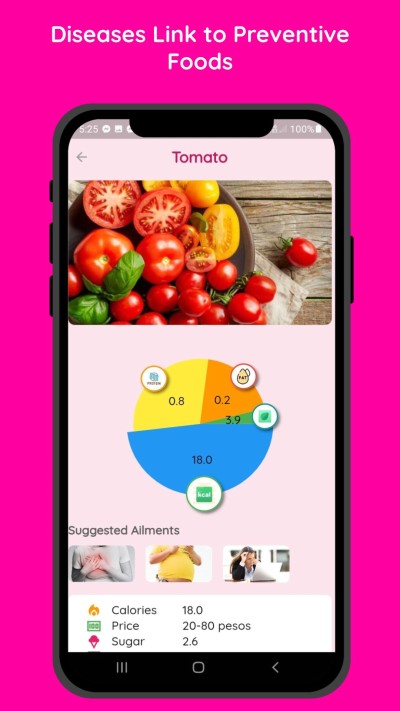 Diseases Link to Preventive
Foods
5:25
100%
Tomato
PROTEIN
FAT
0.8
0.2
3.9
18.0
kcal
Suggested Ailments
Calories 18.0
Price 20-80 pesos
Sugar 2.6